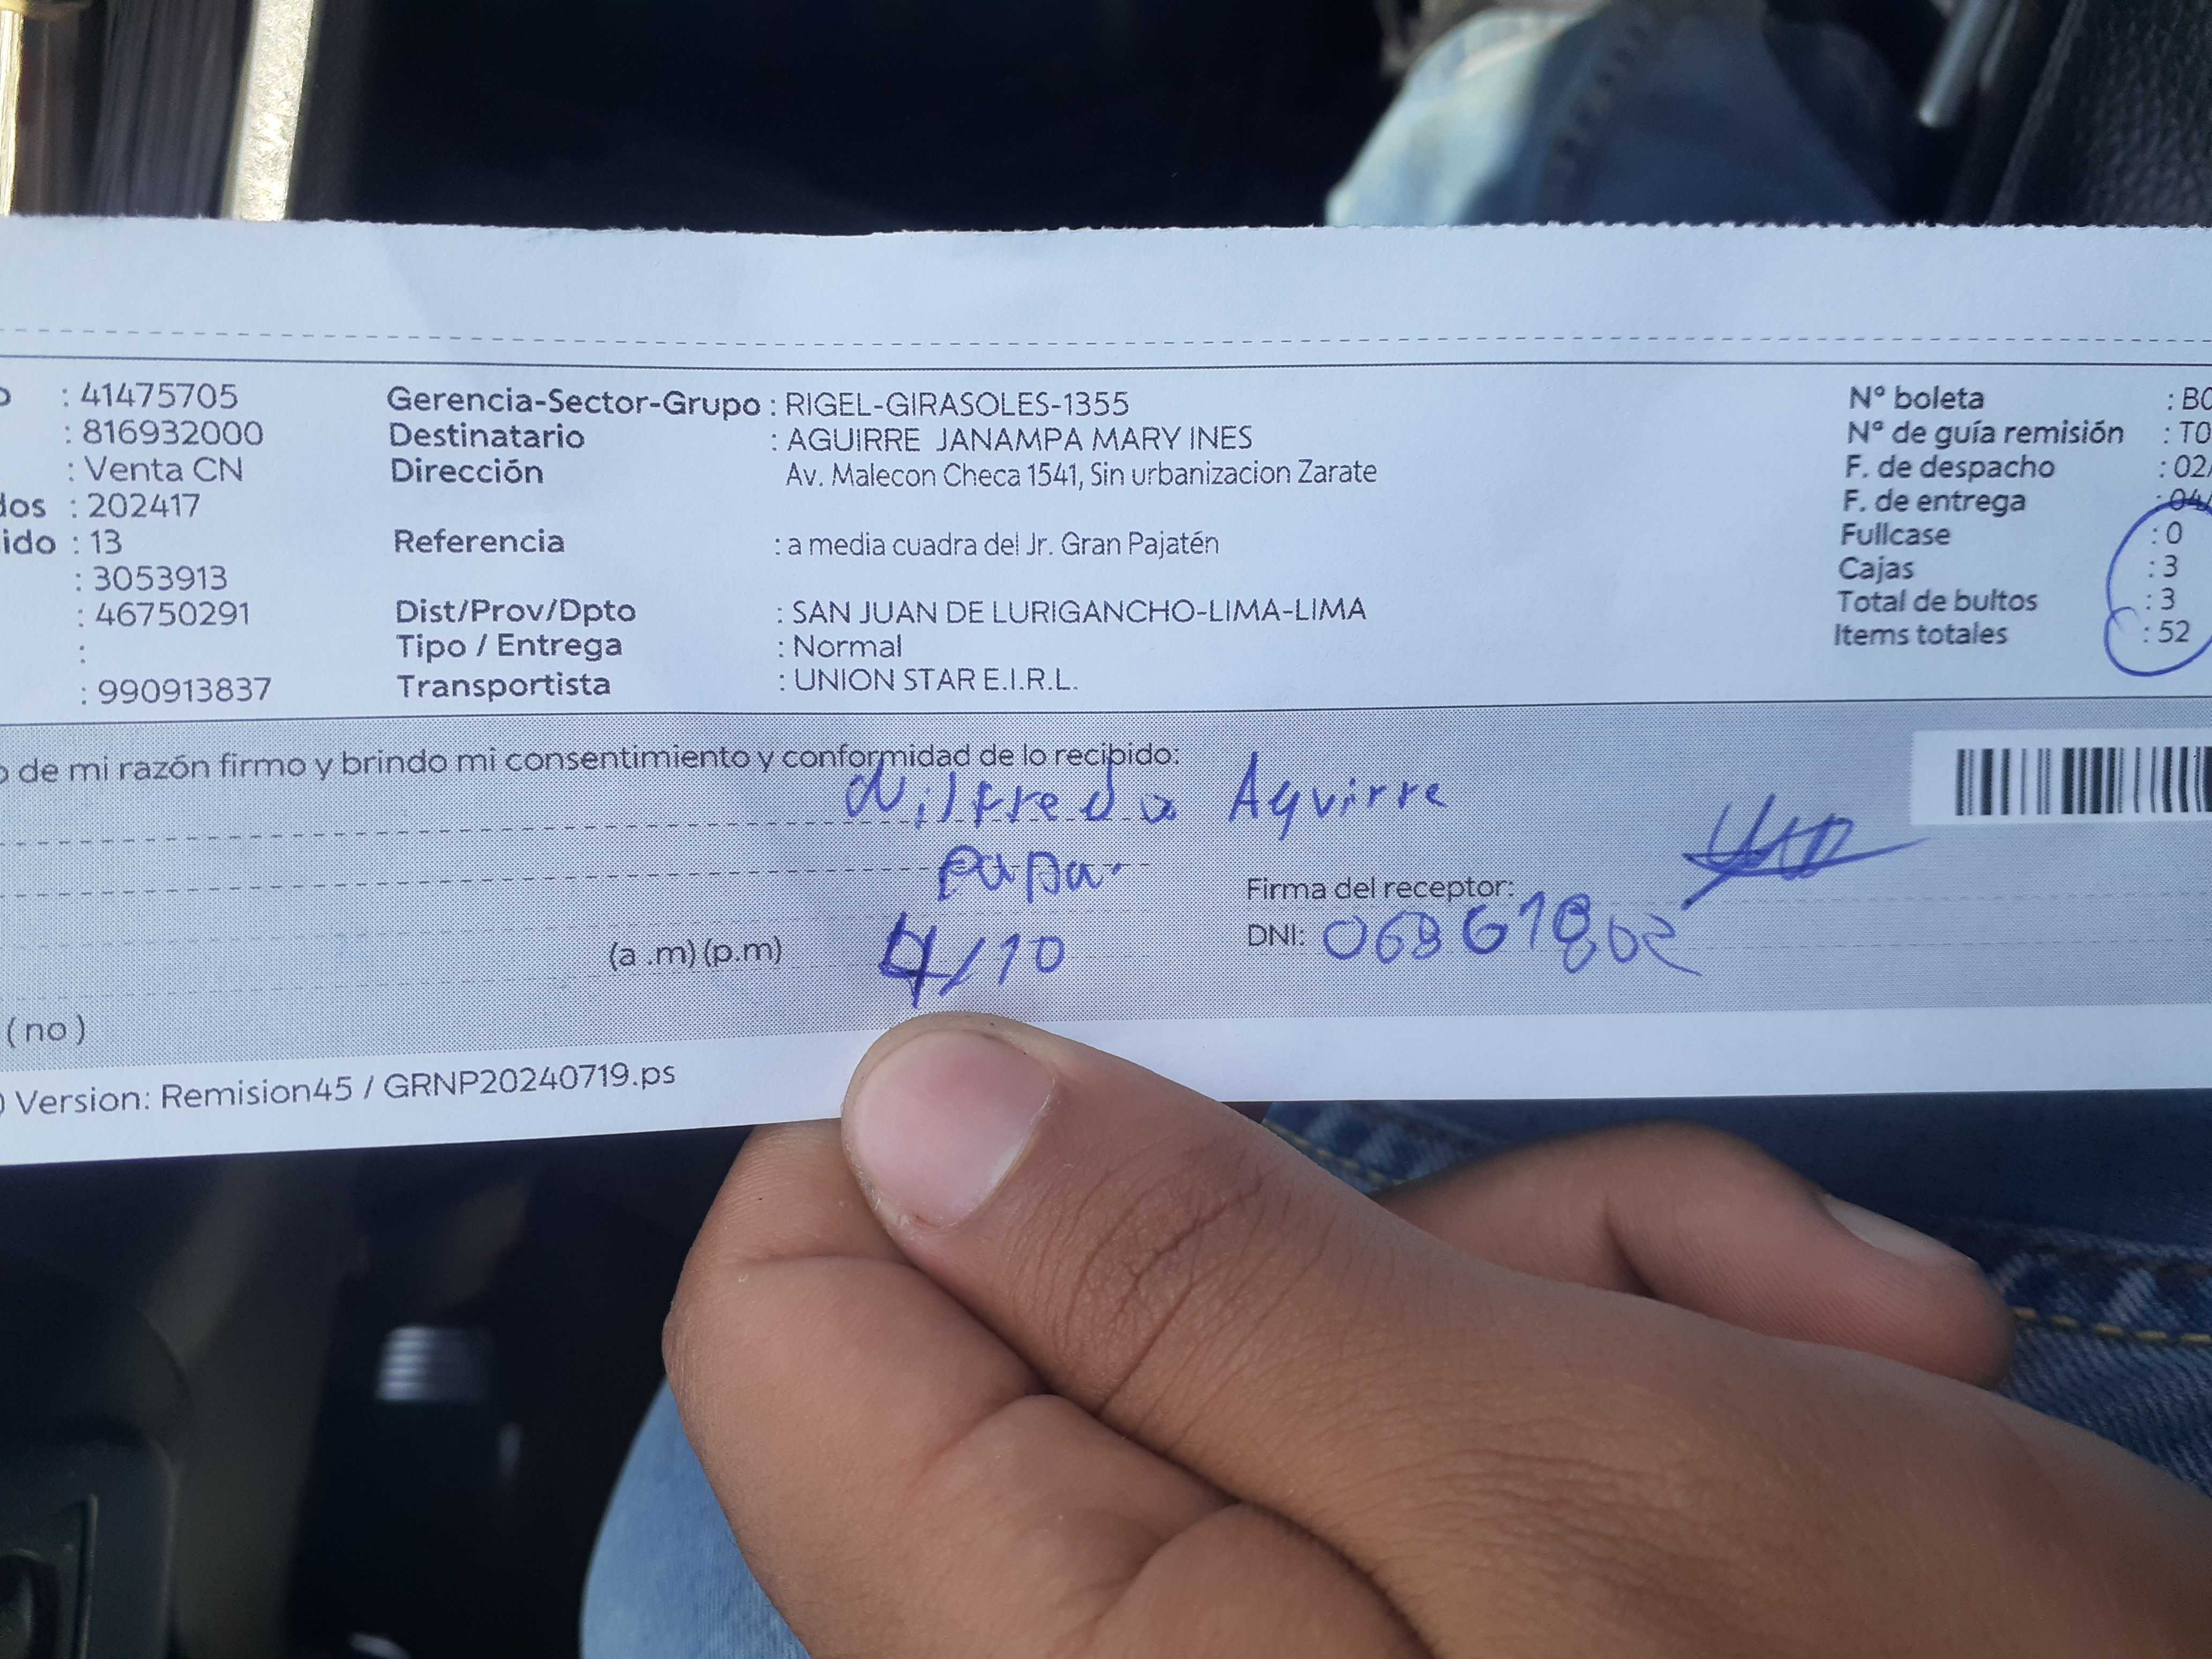 : 41475705
: 816932000
: Venta CN
dos : 202417
ido : 13
: 3053913
: 46750291
:
: 990913837
Gerencia-Sector-Grupo : RIGEL-GIRASOLES-1355
Destinatario : AGUIRRE JANAMPA MARY INES
Dirección Av. Malecon Checa 1541, Sin urbanizacion Zarate
Referencia : a media cuadra del Jr. Gran Pajatén
Dist/Prov/Dpto : SAN JUAN DE LURIGANCHO-LIMA-LIMA
Tipo / Entrega : Normal
Transportista : UNION STAR E.I.R.L.
Nº boleta : B0
Nº de guía remisión : T0
F. de despacho : 02/
F. de entrega : 04/
Fullcase : 0
Cajas : 3
Total de bultos : 3
Items totales : 52
o de mi razón firmo y brindo mi consentimiento y conformidad de lo recibido:
Wilfredo Aguirre
papa.
Firma del receptor:
(a .m) (p.m) 4/10 DNI:
( no )
) Version: Remision45 / GRNP20240719.ps